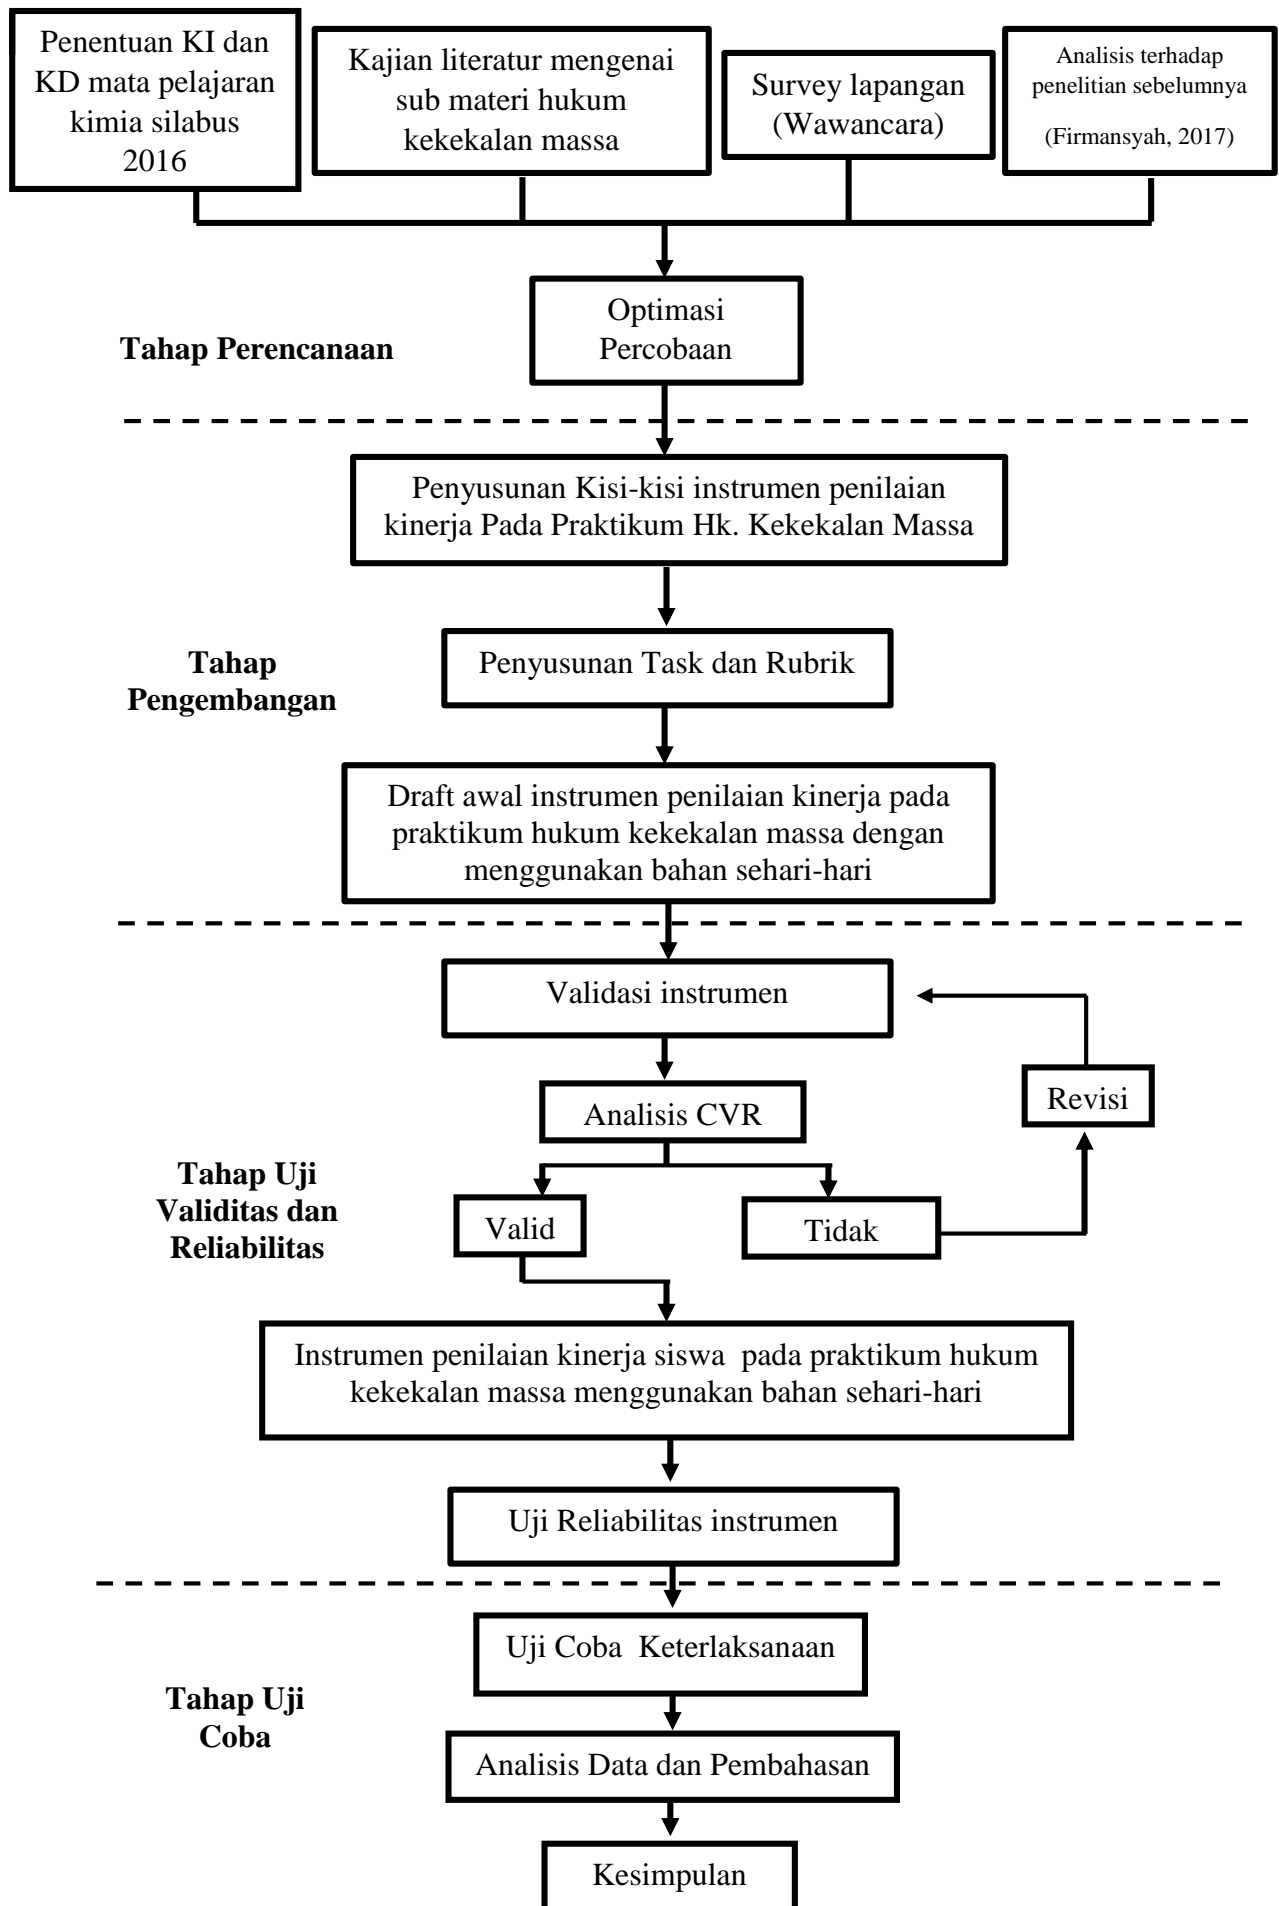 Penentuan KI dan
KD mata pelajaran
kimia silabus
2016
Kajian literatur mengenai
sub materi hukum
kekekalan massa
Survey lapangan
(Wawancara)
Analisis terhadap
penelitian sebelumnya
(Firmansyah, 2017)
Optimasi
Percobaan
Tahap Perencanaan
Penyusunan Kisi-kisi instrumen penilaian
kinerja Pada Praktikum Hk. Kekekalan Massa
Tahap
Pengembangan
Penyusunan Task dan Rubrik
Draft awal instrumen penilaian kinerja pada
praktikum hukum kekekalan massa dengan
menggunakan bahan sehari-hari
Validasi instrumen
Revisi
Analisis CVR
Tahap Uji
Validitas dan
Reliabilitas
Valid
Tidak
Instrumen penilaian kinerja siswa  pada praktikum hukum
kekekalan massa menggunakan bahan sehari-hari
Uji Reliabilitas instrumen
Uji Coba  Keterlaksanaan
Tahap Uji
Coba
Analisis Data dan Pembahasan
Kesimpulan